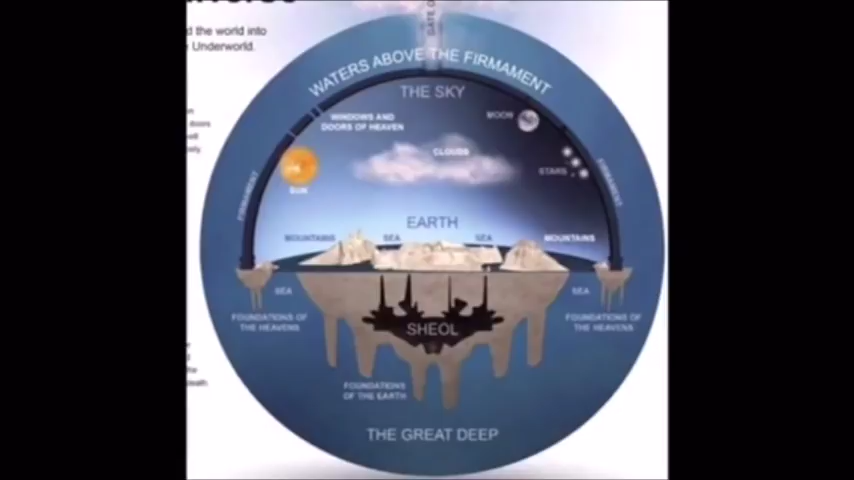 d the world into
Underworld.
GATE O
WATERS ABOVE THE FIRMAMENT
THE SKY
WINDOWS AND
DOORS OF HEAVEN
MOON
CLOUDS
STARS
SUN
FIRMAMENT
FIRMAMENT
EARTH
MOUNTAINS
SEA
SEA
MOUNTAINS
SEA
SEA
FOUNDATIONS OF
THE HEAVENS
FOUNDATIONS OF
THE HEAVENS
SHEOL
FOUNDATIONS
OF THE EARTH
THE GREAT DEEP